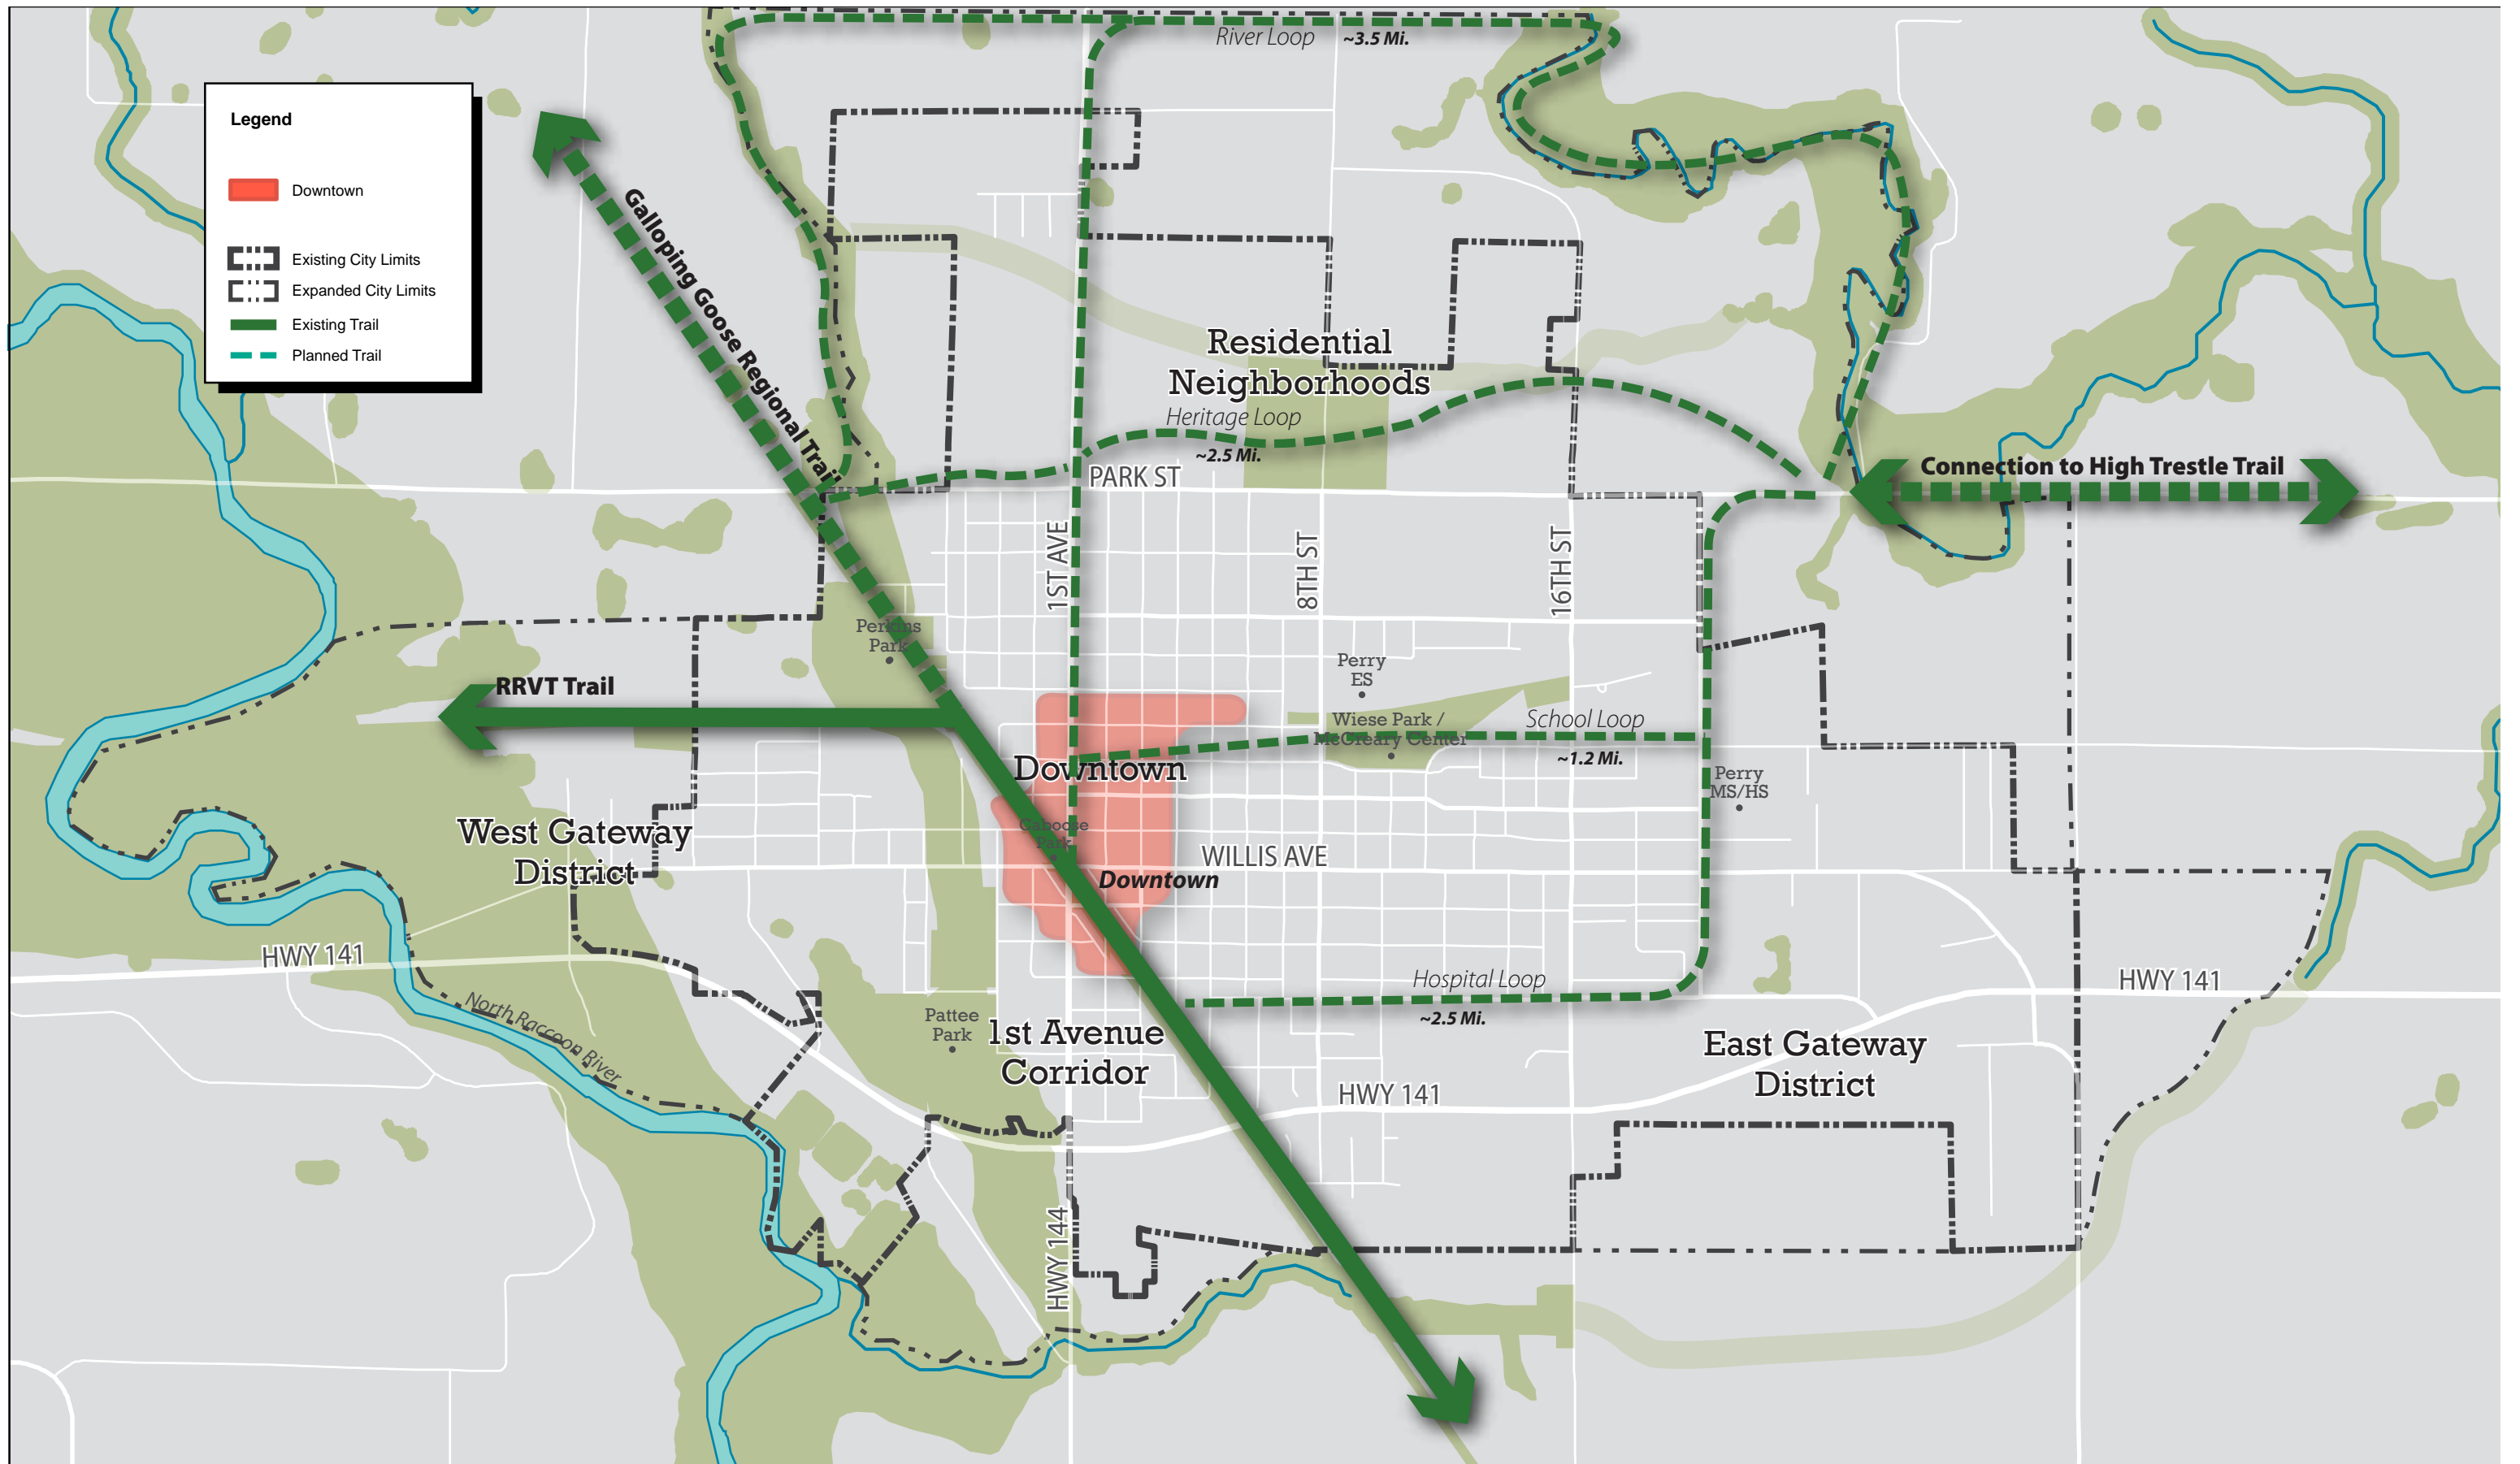 River Loop ~3.5 Mi.
Legend
Downtown
Existing City Limits
Expanded City Limits
Existing Trail
Planned Trail
Galloping Goose Regional Trail
Residential
Neighborhoods
Heritage Loop
~2.5 Mi.
PARK ST
Connection to High Trestle Trail
1ST AVE
8TH ST
16TH ST
Perkins
Park
Perry
ES
RRVT Trail
Wiese Park /
McCreary Center
School Loop
~1.2 Mi.
Downtown
Perry
MS/HS
West Gateway
District
Caboose
Park
WILLIS AVE
Downtown
HWY 141
North Raccoon River
Hospital Loop
~2.5 Mi.
HWY 141
Pattee
Park
1st Avenue
Corridor
East Gateway
District
HWY 141
HWY 144